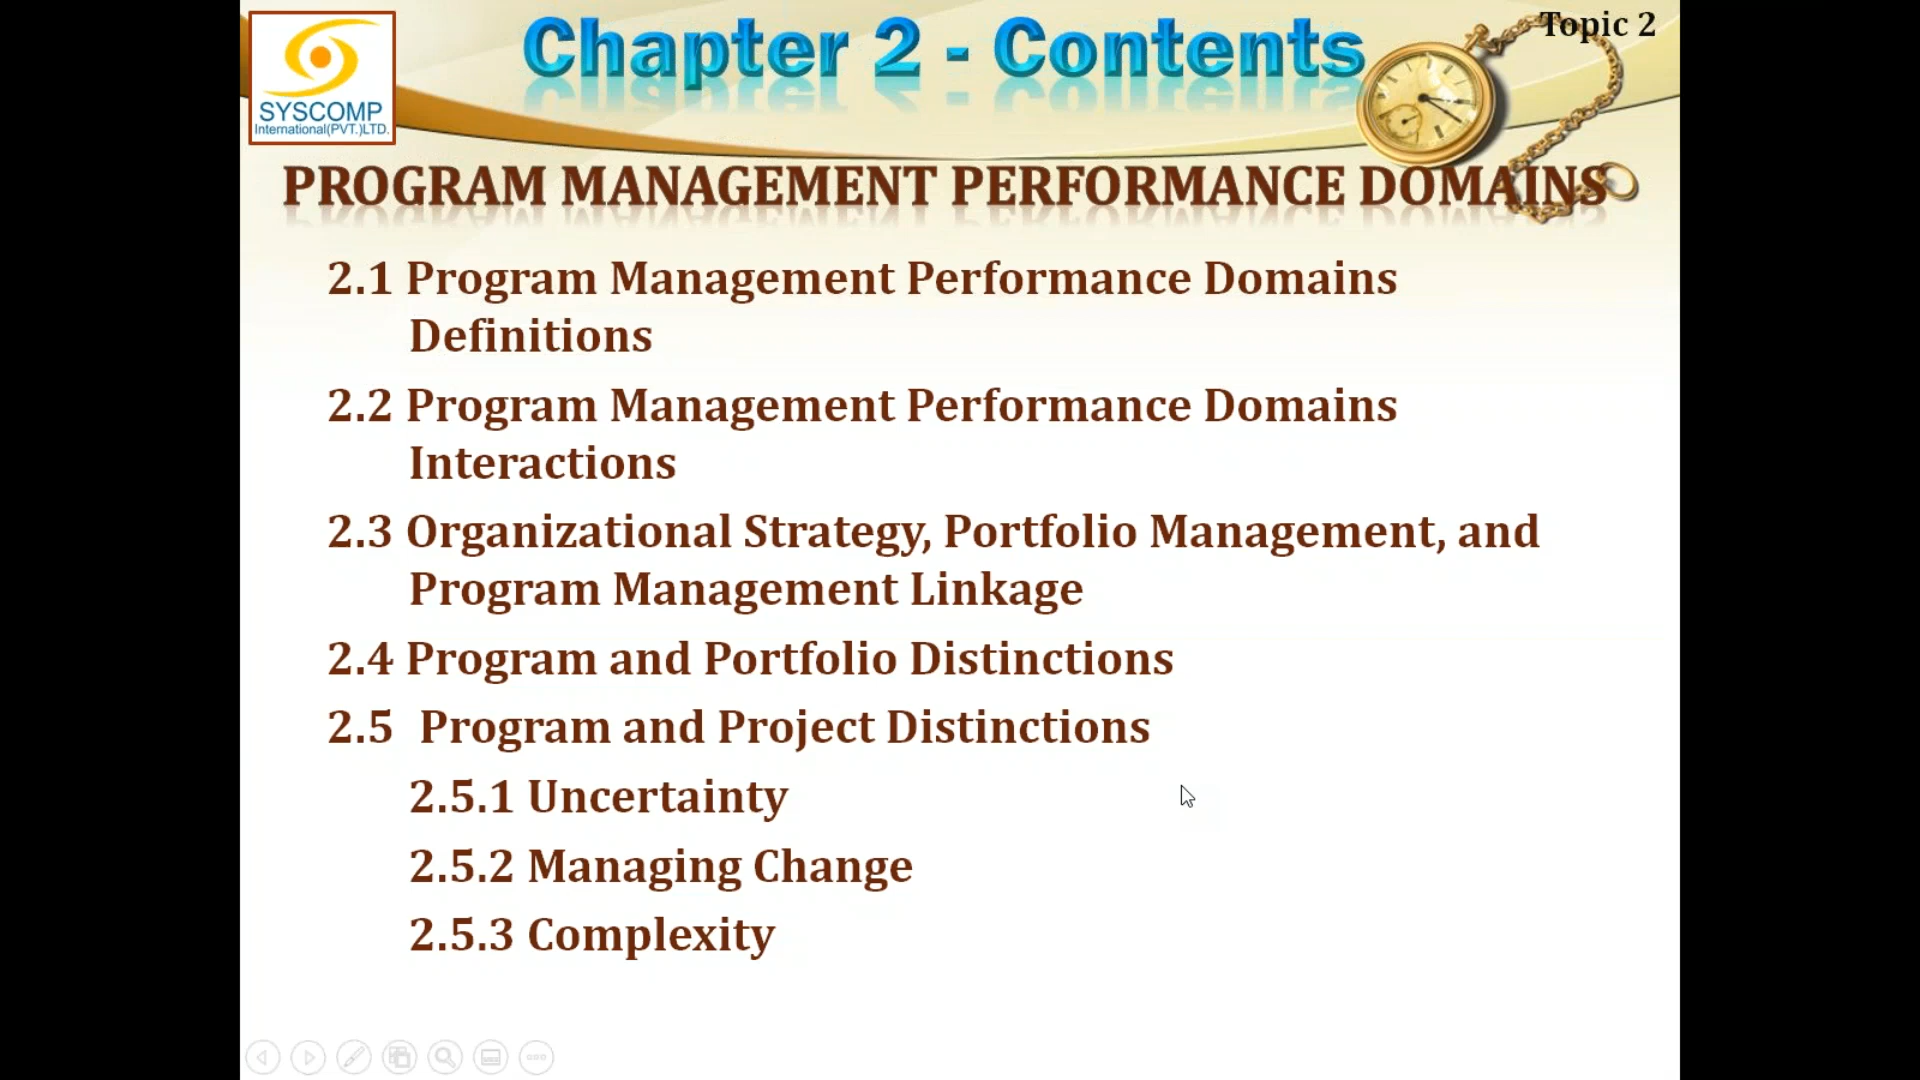 Topic 2
Chapter 2 - Contents
SYSCOMP
International(PVT.)LTD.
PROGRAM MANAGEMENT PERFORMANCE DOMAINS
2.1 Program Management Performance Domains
Definitions
2.2 Program Management Performance Domains
Interactions
2.3 Organizational Strategy, Portfolio Management, and
Program Management Linkage
2.4 Program and Portfolio Distinctions
2.5 Program and Project Distinctions
2.5.1 Uncertainty
2.5.2 Managing Change
2.5.3 Complexity